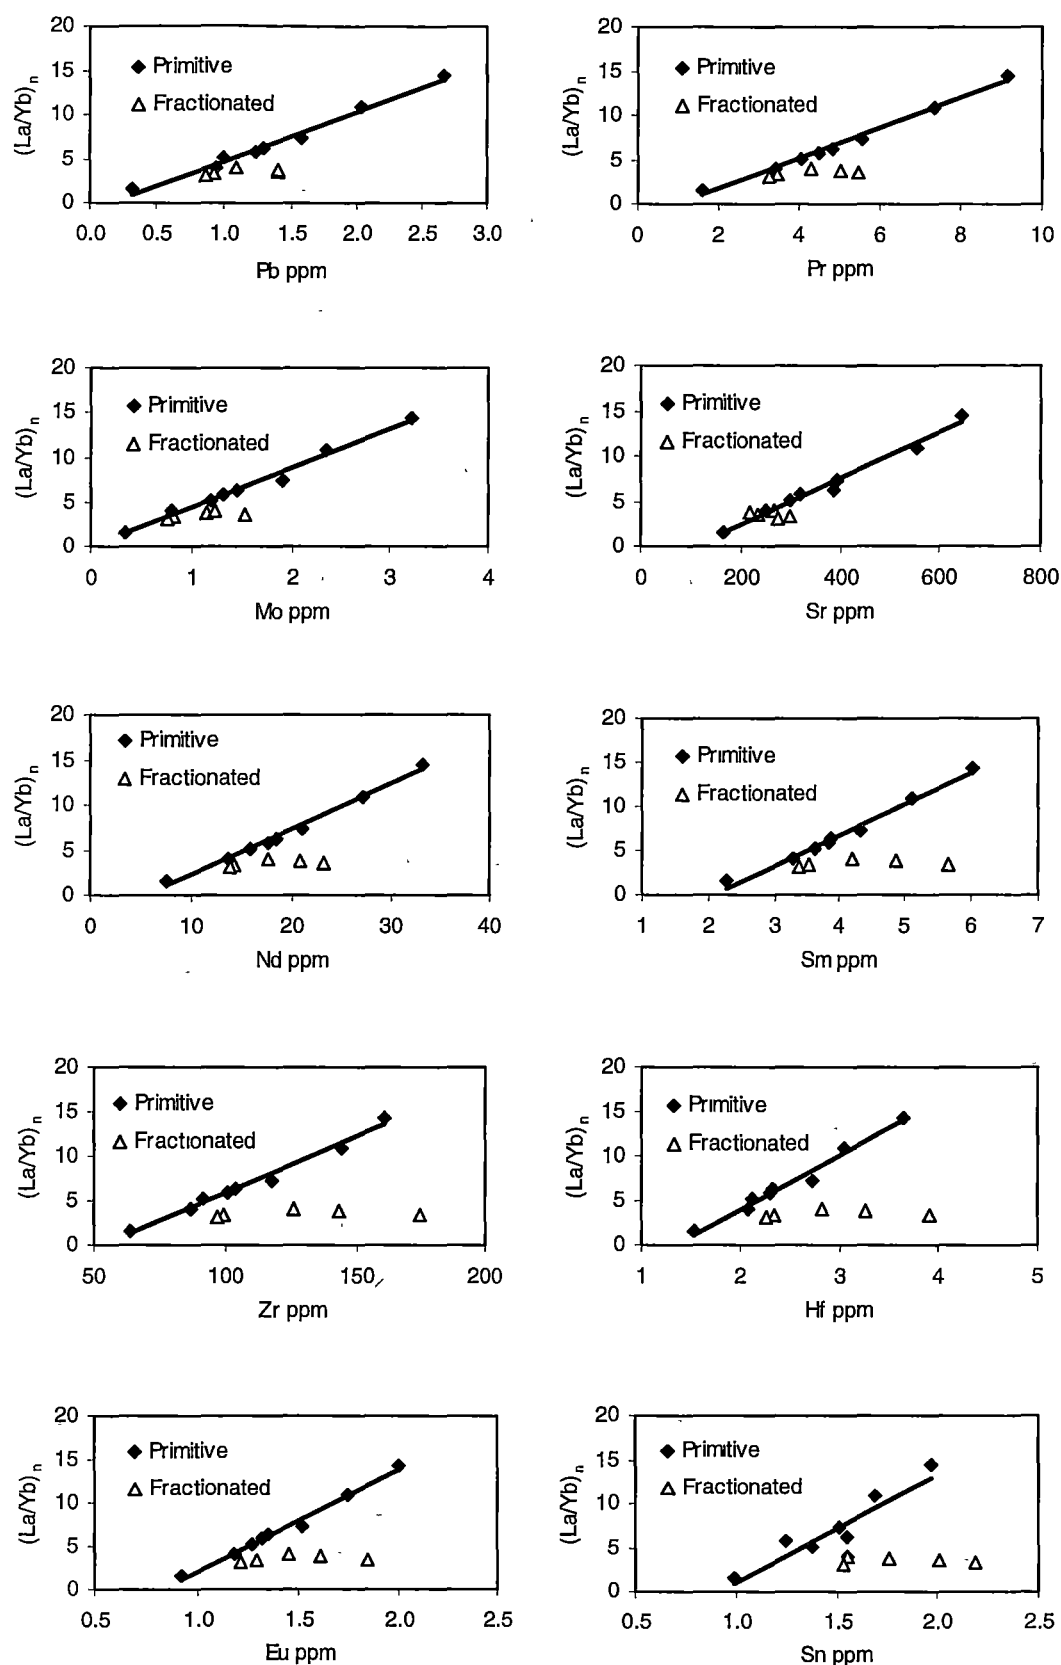 20
15
10
5
0
(La/Yb)n
Primitive
Fractionated
0.0 0.5 1.0 1.5 2.0 2.5 3.0
Pb ppm
20
15
10
5
0
(La/Yb)n
Primitive
Fractionated
0 2 4 6 8 10
Pr ppm
20
15
10
5
0
(La/Yb)n
Primitive
Fractionated
0 1 2 3 4
Mo ppm
20
15
10
5
0
(La/Yb)n
Primitive
Fractionated
0 200 400 600 800
Sr ppm
20
15
10
5
0
(La/Yb)n
Primitive
Fractionated
0 10 20 30 40
Nd ppm
20
15
10
5
0
(La/Yb)n
Primitive
Fractionated
1 2 3 4 5 6 7
Sm ppm
20
15
10
5
0
(La/Yb)n
Primitive
Fractionated
50 100 150 200
Zr ppm
20
15
10
5
0
(La/Yb)n
Primitive
Fractionated
1 2 3 4 5
Hf ppm
20
15
10
5
0
(La/Yb)n
Primitive
Fractionated
0.5 1.0 1.5 2.0 2.5
Eu ppm
20
15
10
5
0
(La/Yb)n
Primitive
Fractionated
0.5 1.0 1.5 2.0 2.5
Sn ppm